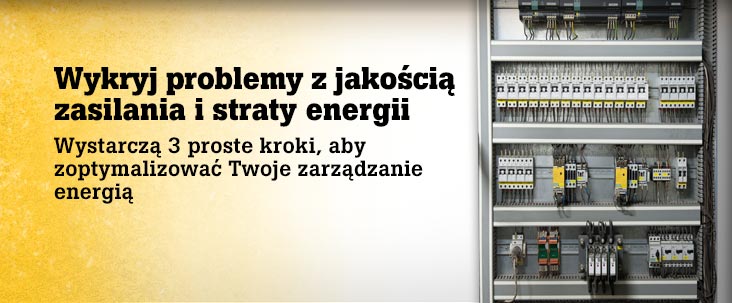 Wykryj problemy z jakością
zasilania i straty energii
Wystarczą 3 proste kroki, aby
zoptymalizować Twoje zarządzanie
energią